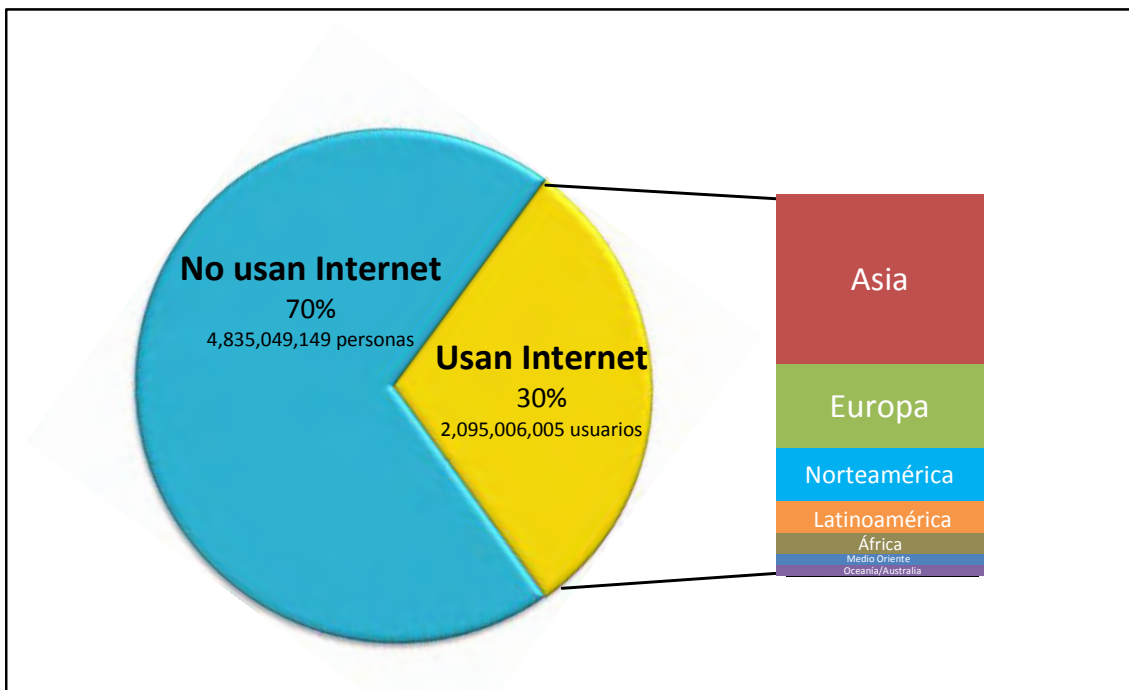 No usan Internet
70%
4,835,049,149 personas
Usan Internet
30%
2,095,006,005 usuarios
Asia
Europa
Norteamérica
Latinoamérica
África
Medio Oriente
Oceanía/Australia